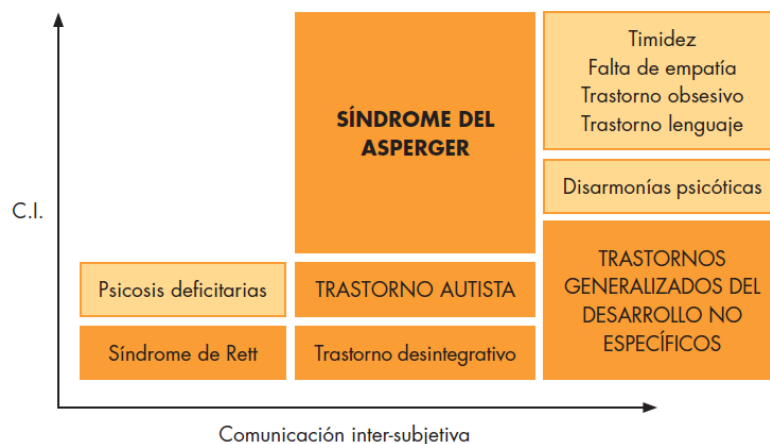 Timidez
Falta de empatía
Trastorno obsesivo
Trastorno lenguaje
SÍNDROME DEL
ASPERGER
Disarmonías psicóticas
C.I.
Psicosis deficitarias
TRASTORNO AUTISTA
TRASTORNOS
GENERALIZADOS DEL
DESARROLLO NO
ESPECÍFICOS
Síndrome de Rett
Trastorno desintegrativo
Comunicación inter-subjetiva